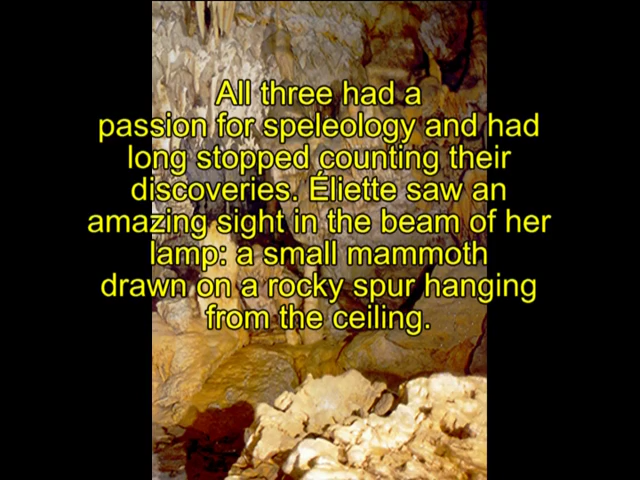 All three had a
passion for speleology and had
long stopped counting their
discoveries. Éliette saw an
amazing sight in the beam of her
lamp: a small mammoth
drawn on a rocky spur hanging
from the ceiling.